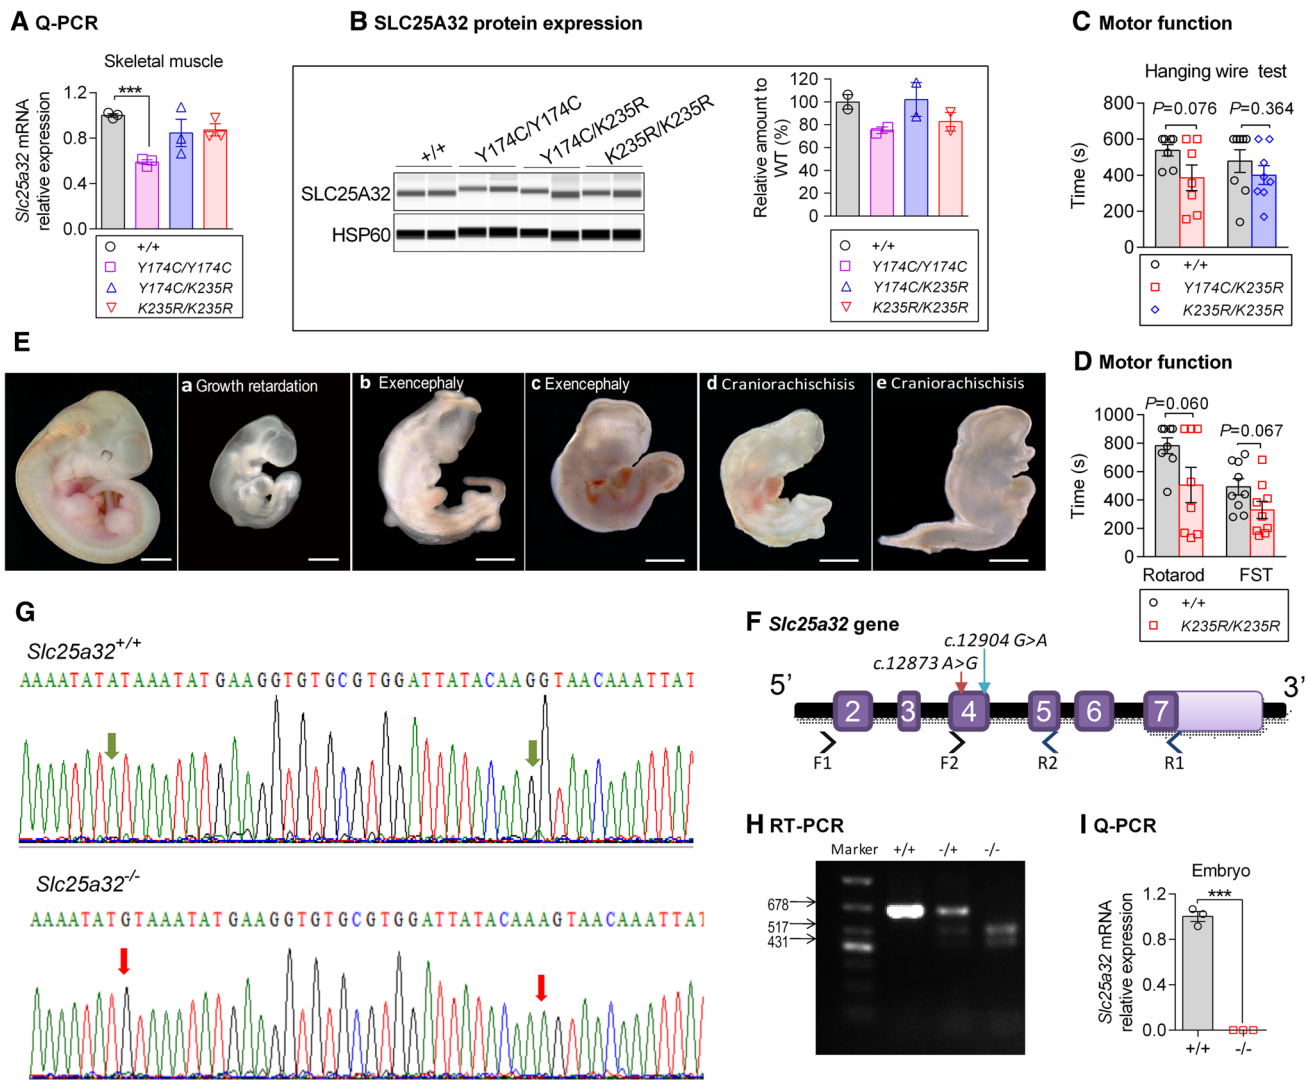 A Q-PCR
Skeletal muscle
Slc25a32 mRNA
relative expression
1.2
0.8
0.4
0.0
***
+/+
Y174C/Y174C
Y174C/K235R
K235R/K235R
B SLC25A32 protein expression
+/+
Y174C/Y174C
Y174C/K235R
K235R/K235R
SLC25A32
HSP60
Relative amount to
WT (%)
120
100
80
60
40
20
0
+/+
Y174C/Y174C
Y174C/K235R
K235R/K235R
C Motor function
Hanging wire test
P=0.076
P=0.364
Time (s)
800
600
400
200
0
+/+
Y174C/K235R
K235R/K235R
E
a Growth retardation
b Exencephaly
c Exencephaly
d Craniorachischisis
e Craniorachischisis
D Motor function
P=0.060
P=0.067
Time (s)
1000
800
600
400
200
0
Rotarod
FST
+/+
K235R/K235R
G
Slc25a32+/+
AAAATATATAAATATGAAGGTGTGCGTGGATTATACAAGGTAACAAATTAT
Slc25a32-/-
AAAATATGTAAATATGAAGGTGTGCGTGGATTATACAAAGTAACAAATTAT
F Slc25a32 gene
c.12904 G>A
c.12873 A>G
5’
3’
2
3
4
5
6
7
F1
F2
R2
R1
H RT-PCR
Marker
+/+
-/+
-/-
678
517
431
I Q-PCR
Embryo
Slc25a32 mRNA
relative expression
1.2
0.8
0.4
0.0
***
+/+
-/-